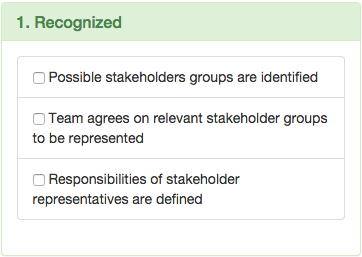 1. Recognized
Possible stakeholders groups are identified
Team agrees on relevant stakeholder groups
to be represented
Responsibilities of stakeholder
representatives are defined